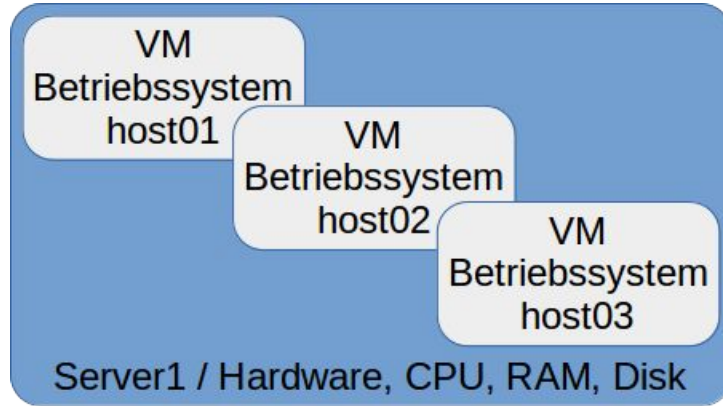 VM
Betriebssystem
host01
VM
Betriebssystem
host02
VM
Betriebssystem
host03
Server1 / Hardware, CPU, RAM, Disk